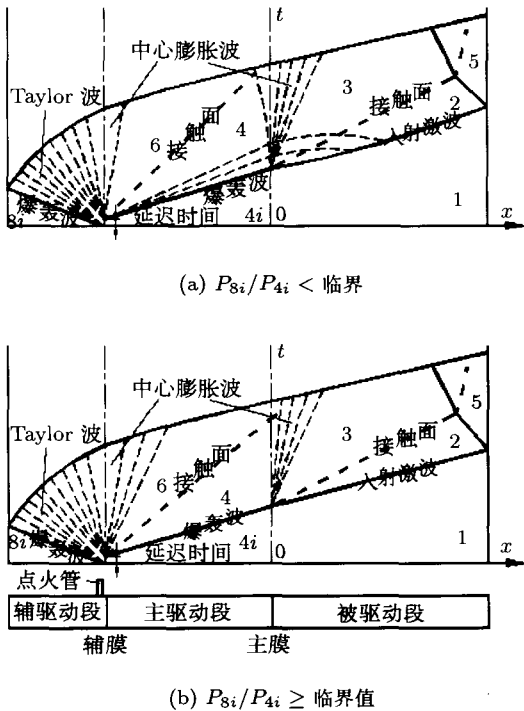 t
中心膨胀波
Taylor 波
5
3
接触面
2
6
接触面
4
入射激波
爆轰波
爆轰波
8i
延迟时间
4i
0
1
x
(a) P8i/P4i < 临界
t
中心膨胀波
Taylor 波
5
3
接触面
2
6
接触面
4
入射激波
爆轰波
爆轰波
8i
延迟时间
4i
0
1
x
点火管
辅驱动段
主驱动段
被驱动段
辅膜
主膜
(b) P8i/P4i ≥ 临界值